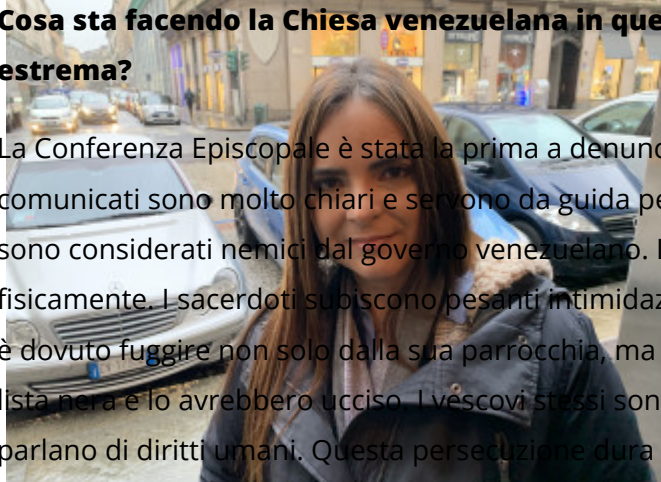 Cosa sta facendo la Chiesa venezuelana in que
estrema?
La Conferenza Episcopale è stata la prima a denunc
comunicati sono molto chiari e servono da guida pe
sono considerati nemici dal governo venezuelano.
fisicamente. I sacerdoti subiscono pesanti intimidaz
è dovuto fuggire non solo dalla sua parrocchia, ma
lista nera e lo avrebbero ucciso. I vescovi stessi son
parlano di diritti umani. Questa persecuzione dura